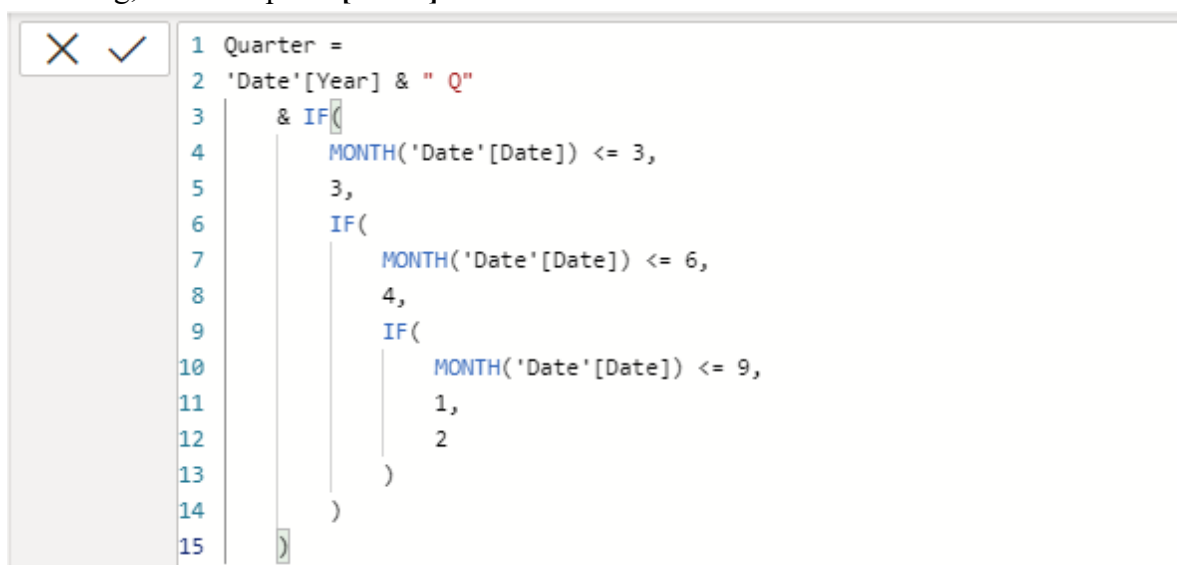 1 Quarter =
2 'Date'[Year] & " Q"
3 & IF(
4 MONTH('Date'[Date]) <= 3,
5 3,
6 IF(
7 MONTH('Date'[Date]) <= 6,
8 4,
9 IF(
10 MONTH('Date'[Date]) <= 9,
11 1,
12 2
13 )
14 )
15 )